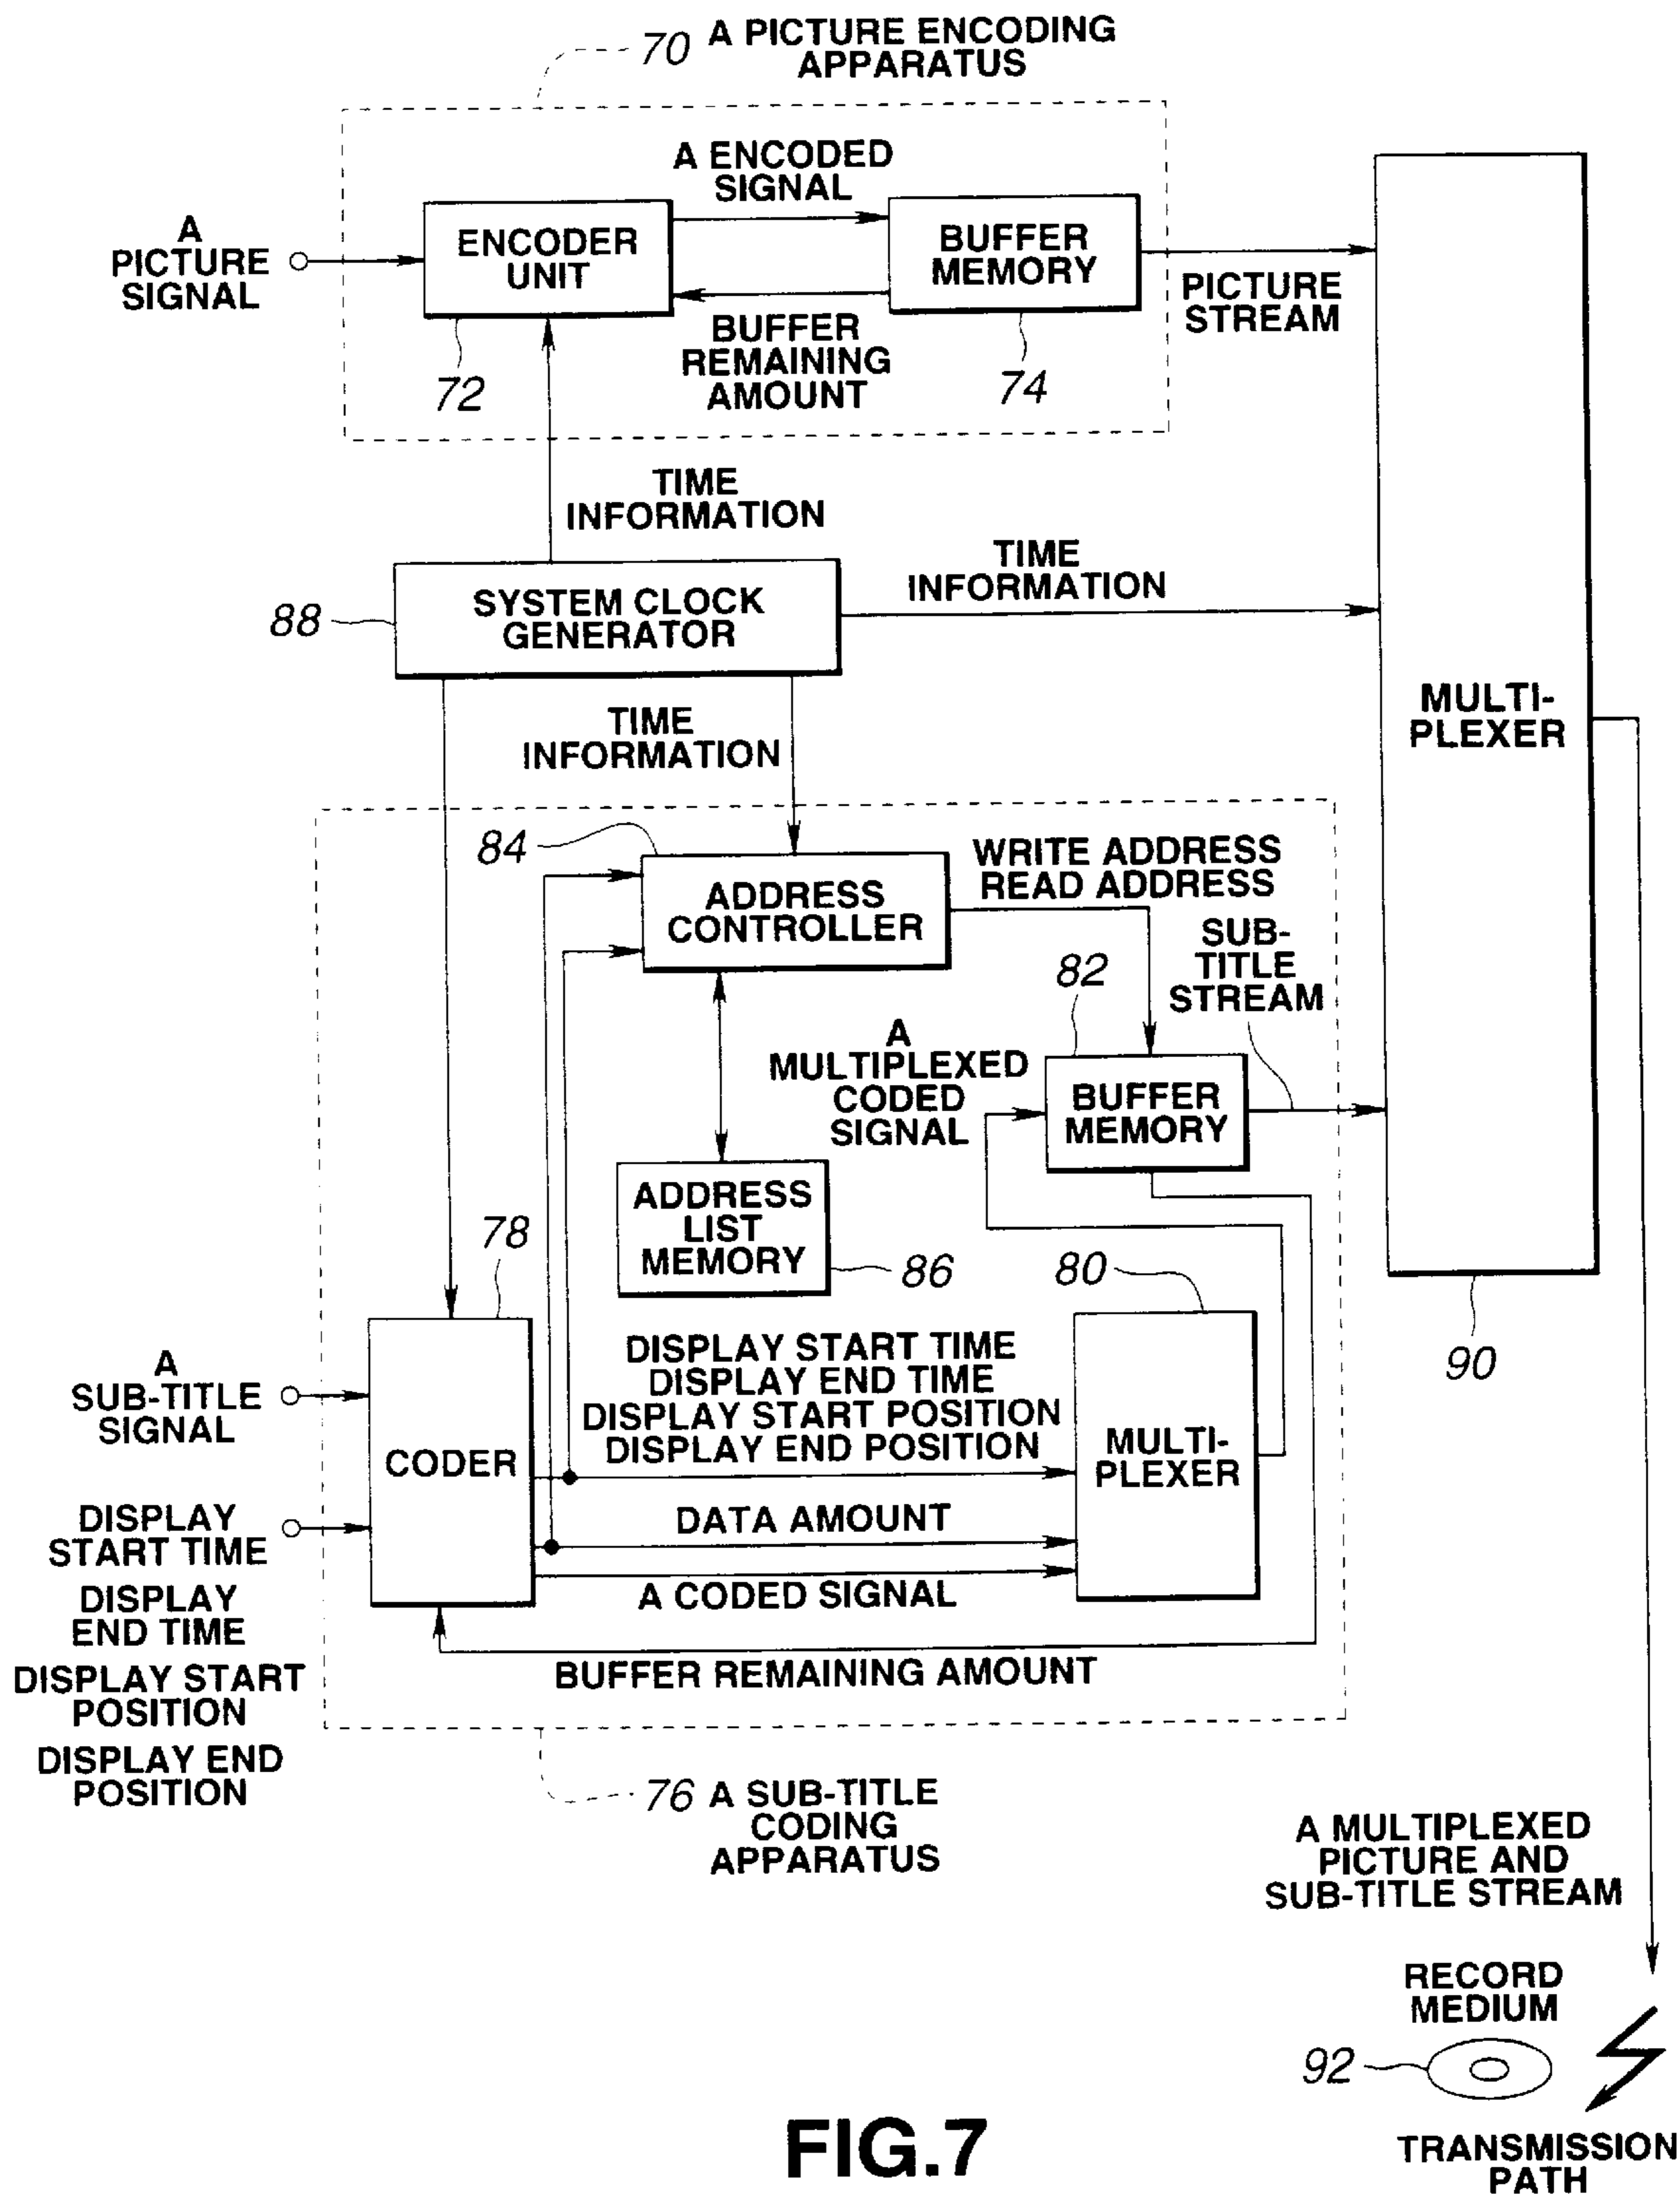 70 A PICTURE ENCODING
APPARATUS
A ENCODED
SIGNAL
A
PICTURE
SIGNAL
ENCODER
UNIT
BUFFER
MEMORY
PICTURE
STREAM
BUFFER
REMAINING
AMOUNT
72
74
TIME
INFORMATION
TIME
INFORMATION
88
SYSTEM CLOCK
GENERATOR
MULTI-
PLEXER
TIME
INFORMATION
84
ADDRESS
CONTROLLER
WRITE ADDRESS
READ ADDRESS
SUB-
TITLE
STREAM
82
A
MULTIPLEXED
CODED
SIGNAL
BUFFER
MEMORY
ADDRESS
LIST
MEMORY
86
78
80
90
DISPLAY START TIME
DISPLAY END TIME
DISPLAY START POSITION
DISPLAY END POSITION
A
SUB-TITLE
SIGNAL
CODER
MULTI-
PLEXER
DATA AMOUNT
A CODED SIGNAL
DISPLAY
START TIME
DISPLAY
END TIME
DISPLAY START
POSITION
DISPLAY END
POSITION
BUFFER REMAINING AMOUNT
76 A SUB-TITLE
CODING
APPARATUS
A MULTIPLEXED
PICTURE AND
SUB-TITLE STREAM
RECORD
MEDIUM
92
TRANSMISSION
PATH
FIG.7